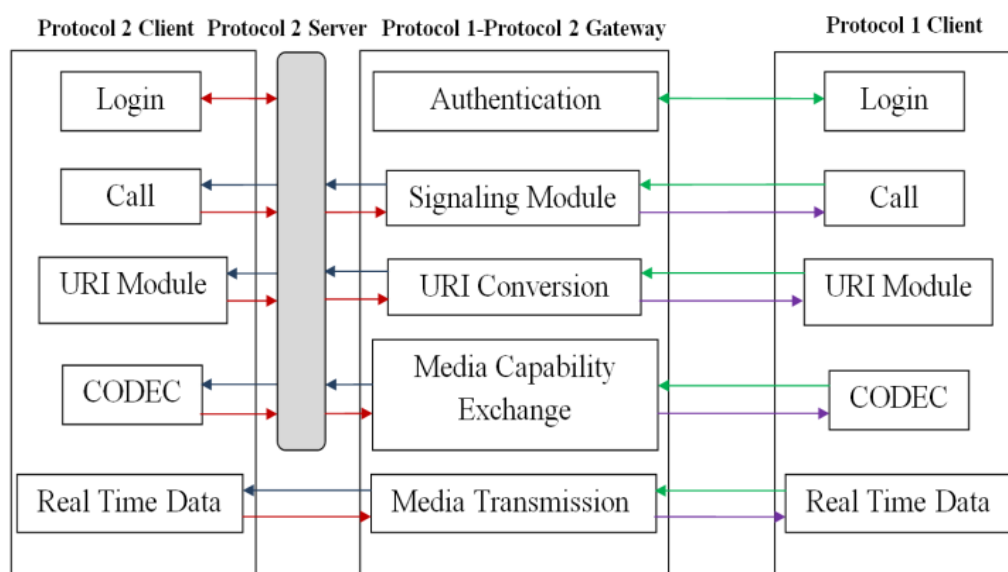 Protocol 2 Client Protocol 2 Server Protocol 1-Protocol 2 Gateway Protocol 1 Client
Login Authentication Login
Call Signaling Module Call
URI Module URI Conversion URI Module
CODEC Media Capability Exchange CODEC
Real Time Data Media Transmission Real Time Data